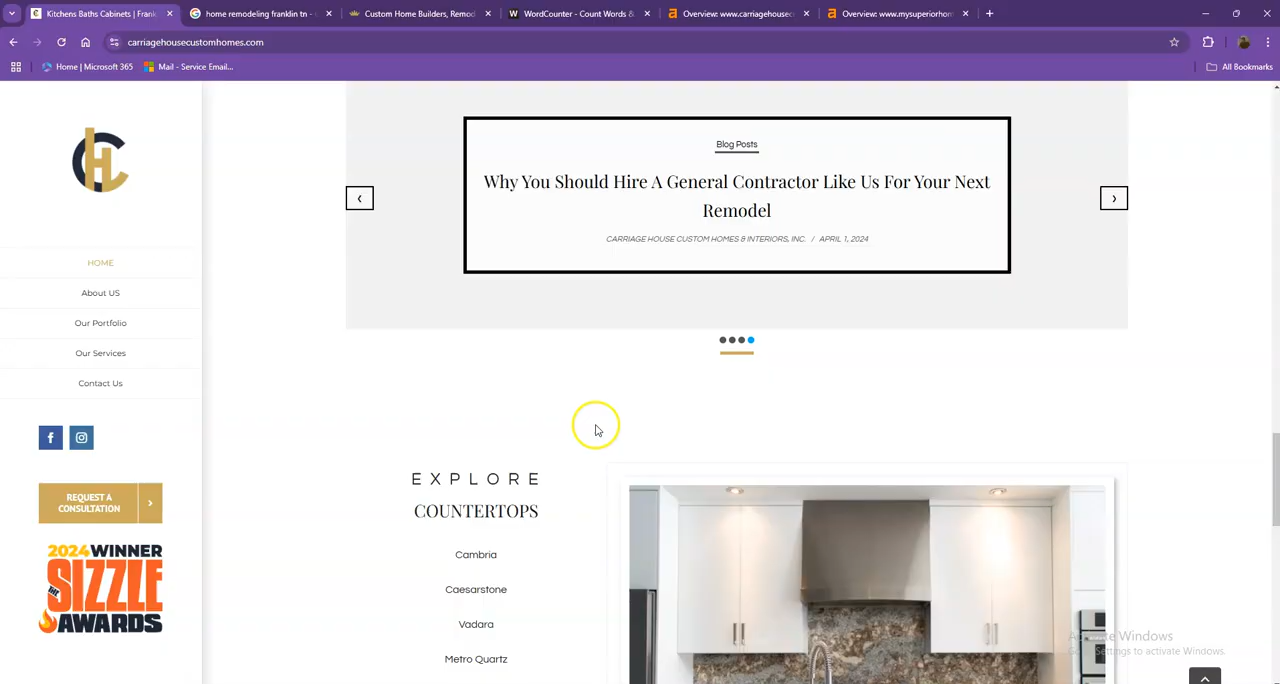 Kitchens Baths Cabinets | Frank
home remodeling franklin tn -
Custom Home Builders, Remod
WordCounter - Count Words &
Overview: www.carriagehousec
Overview: www.mysuperiorhom
carriagehousecustomhomes.com
Home | Microsoft 365
Mail - Service Email...
All Bookmarks
CH
HOME
About US
Our Portfolio
Our Services
Contact Us
REQUEST A
CONSULTATION
2024 WINNER
THE
SIZZLE
AWARDS
Blog Posts
Why You Should Hire A General Contractor Like Us For Your Next
Remodel
CARRIAGE HOUSE CUSTOM HOMES & INTERIORS, INC. / APRIL 1, 2024
EXPLORE
COUNTERTOPS
Cambria
Caesarstone
Vadara
Metro Quartz
Activate Windows
Go to Settings to activate Windows.